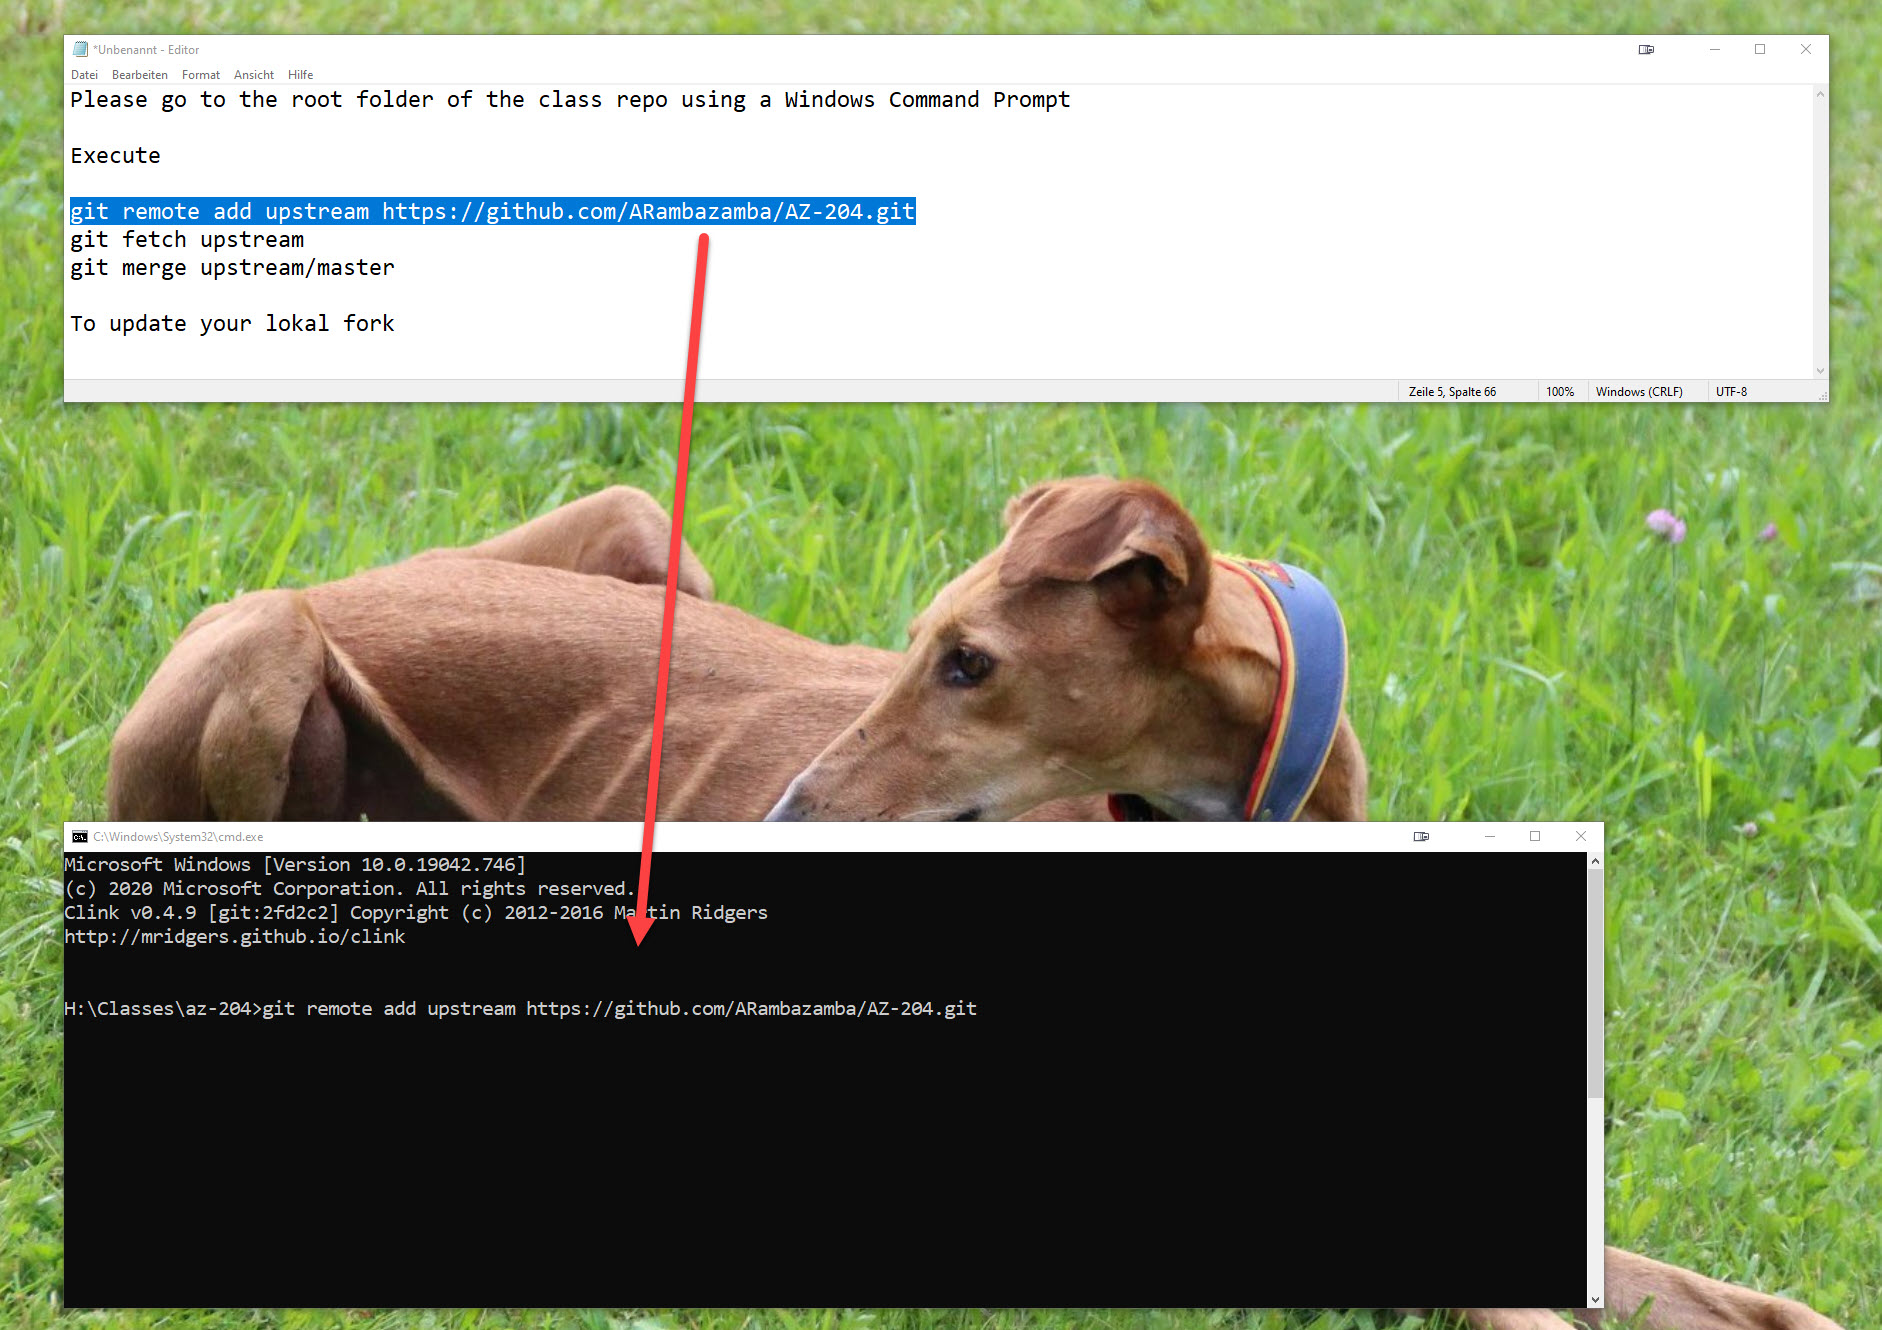 *Unbenannt - Editor
Datei Bearbeiten Format Ansicht Hilfe
Please go to the root folder of the class repo using a Windows Command Prompt
Execute
git remote add upstream https://github.com/ARambazamba/AZ-204.git
git fetch upstream
git merge upstream/master
To update your lokal fork
Zeile 5, Spalte 66 100% Windows (CRLF) UTF-8
C:\Windows\System32\cmd.exe
Microsoft Windows [Version 10.0.19042.746]
(c) 2020 Microsoft Corporation. All rights reserved.
Clink v0.4.9 [git:2fd2c2] Copyright (c) 2012-2016 Martin Ridgers
http://mridgers.github.io/clink
H:\Classes\az-204>git remote add upstream https://github.com/ARambazamba/AZ-204.git